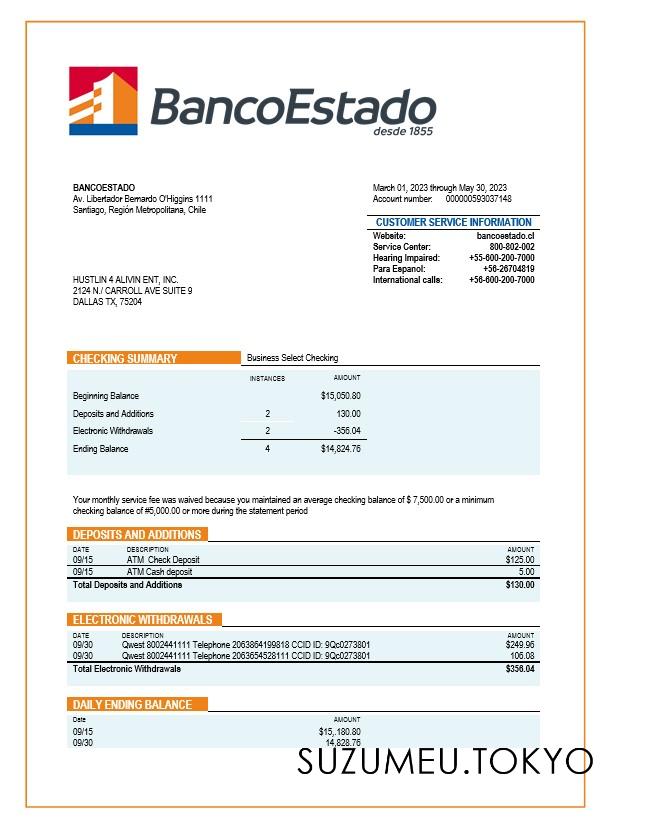 BancoEstado
desde 1855
BANCOESTADO
Av. Libertador Bernardo O'Higgins 1111
Santiago, Región Metropolitana, Chile
March 01, 2023 through May 30, 2023
Account number: 000000593037148
CUSTOMER SERVICE INFORMATION
Website: bancoestado.cl
Service Center: 800-802-002
Hearing Impaired: +55-600-200-7000
Para Espanol: +56-26704819
International calls: +56-600-200-7000
HUSTLIN 4 ALIVIN ENT, INC.
2124 N./ CARROLL AVE SUITE 9
DALLAS TX, 75204
CHECKING SUMMARY Business Select Checking
INSTANCES AMOUNT
Beginning Balance $15,050.80
Deposits and Additions 2 130.00
Electronic Withdrawals 2 -356.04
Ending Balance 4 $14,824.76
Your monthly service fee was waived because you maintained an average checking balance of $ 7,500.00 or a minimum
checking balance of #5,000.00 or more during the statement period
DEPOSITS AND ADDITIONS
DATE DESCRIPTION AMOUNT
09/15 ATM Check Deposit $125.00
09/15 ATM Cash deposit 5.00
Total Deposits and Additions $130.00
ELECTRONIC WITHDRAWALS
DATE DESCRIPTION AMOUNT
09/30 Qwest 8002441111 Telephone 2063864199818 CCID ID: 9Qc0273801 $249.96
09/30 Qwest 8002441111 Telephone 2063654528111 CCID ID: 9Qc0273801 106.08
Total Electronic Withdrawals $356.04
DAILY ENDING BALANCE
Date AMOUNT
09/15 $15,.180.80
09/30 14,828.76
SUZUMEU.TOKYO